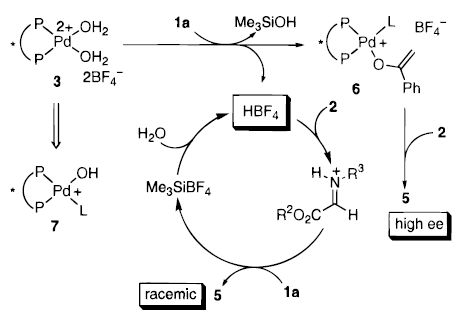 P 2+ OH₂
* Pd
P OH₂
3 2BF₄⁻
1a Me₃SiOH
P L BF₄⁻
* Pd
P + O
6 Ph
HBF₄
2
2
H₂O
P OH
* Pd+
P L
7
Me₃SiBF₄
H + R³
N
R²O₂C H
5
high ee
racemic 5 1a